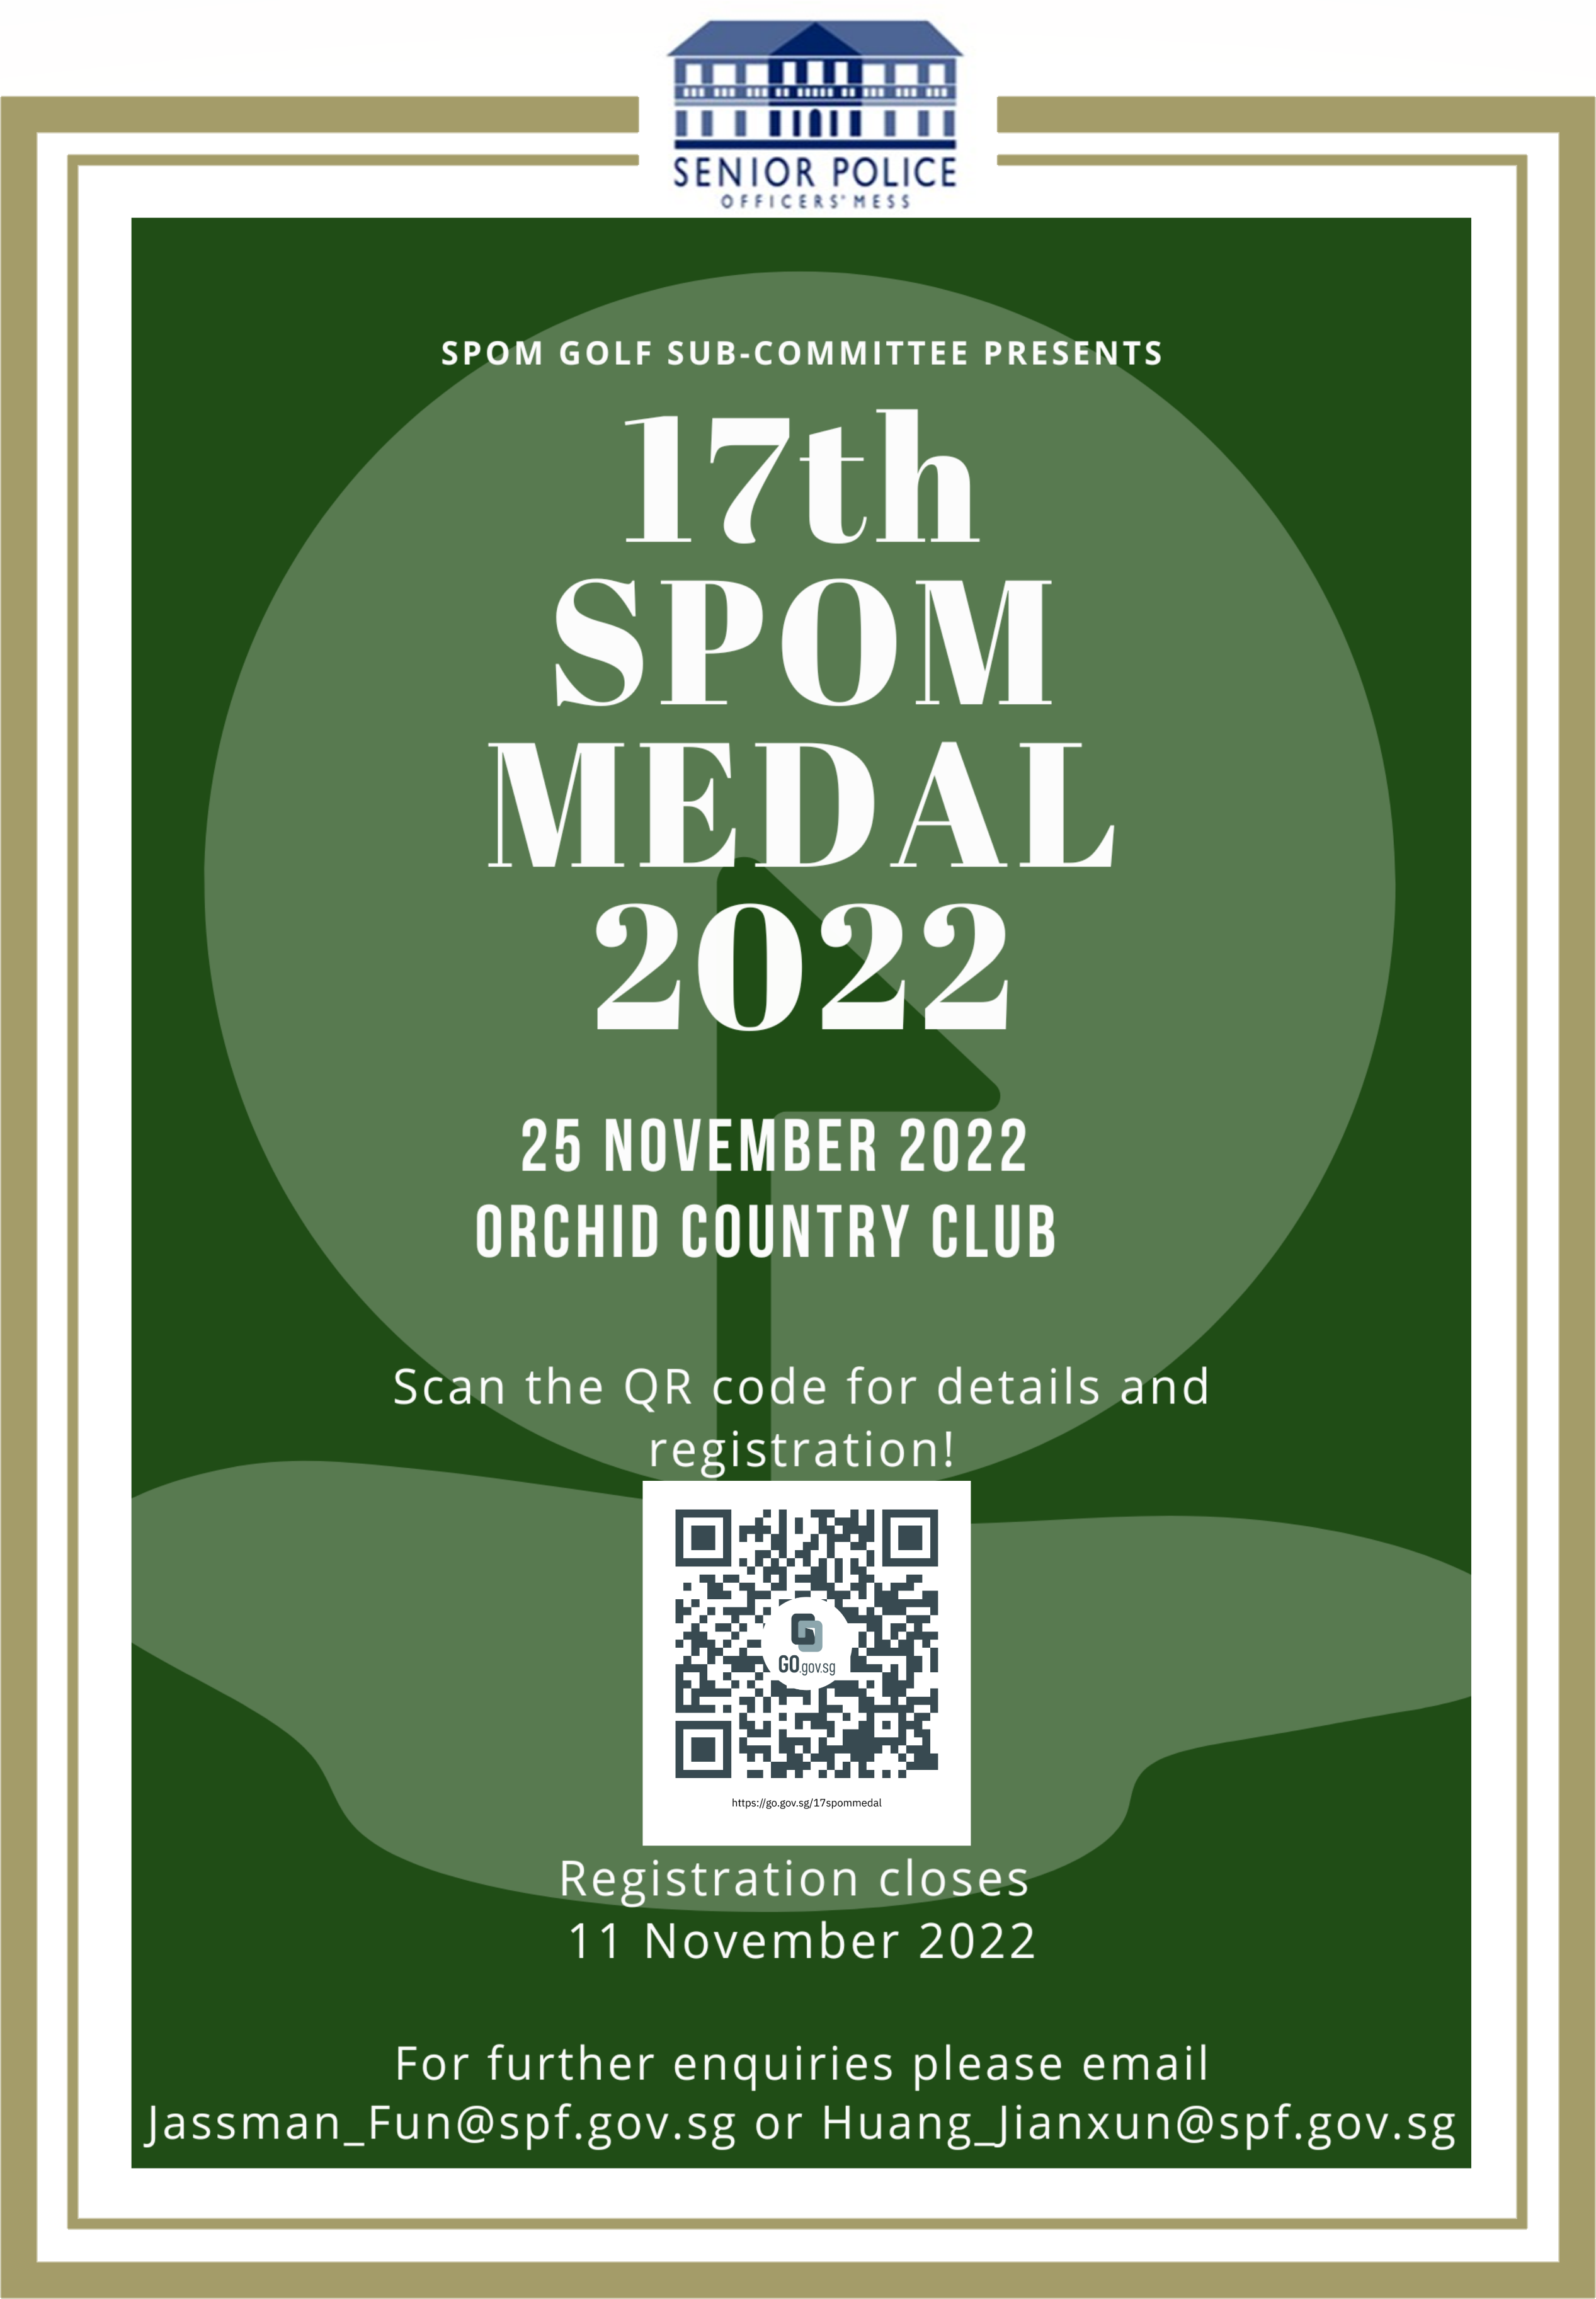 SENIOR POLICE
OFFICERS' MESS
SPOM GOLF SUB-COMMITTEE PRESENTS
17th
SPOM
MEDAL
2022
25 NOVEMBER 2022
ORCHID COUNTRY CLUB
Scan the QR code for details and
registration!
GO.gov.sg
https://go.gov.sg/17spommedal
Registration closes
11 November 2022
For further enquiries please email
Jassman_Fun@spf.gov.sg or Huang_Jianxun@spf.gov.sg